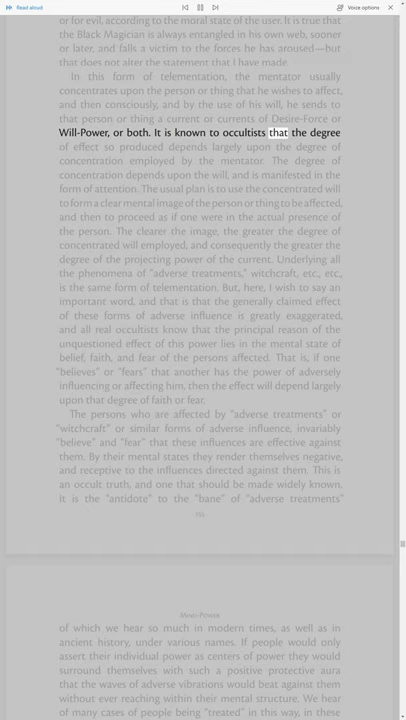 Read aloud
Voice options
or for evil, according to the moral state of the user. It is true that
the Black Magician is always entangled in his own web, sooner
or later, and falls a victim to the forces he has aroused—but
that does not alter the statement that I have made
In this form of telementation, the mentator usually
concentrates upon the person or thing that he wishes to affect,
and then consciously, and by the use of his will, he sends to
that person or thing a current or currents of Desire-Force or
Will-Power, or both. It is known to occultists that the degree
of effect so produced depends largely upon the degree of
concentration employed by the mentator. The degree of
concentration depends upon the will, and is manifested in the
form of attention. The usual plan is to use the concentrated will
to form a clear mental image of the person or thing to be affected,
and then to proceed as if one were in the actual presence of
the person. The clearer the image, the greater the degree of
concentrated will employed, and consequently the greater the
degree of the projecting power of the current. Underlying all
the phenomena of "adverse treatments," witchcraft, etc., etc.,
is the same form of telementation. But, here, I wish to say an
important word, and that is that the generally claimed effect
of these forms of adverse influence is greatly exaggerated,
and all real occultists know that the principal reason of the
unquestioned effect of this power lies in the mental state of
belief, faith, and fear of the persons affected. That is, if one
"believes" or "fears" that another has the power of adversely
influencing or affecting him, then the effect will depend largely
upon that degree of faith or fear.
The persons who are affected by "adverse treatments" or
"witchcraft" or similar forms of adverse influence, invariably
"believe" and "fear" that these influences are effective against
them. By their mental states they render themselves negative,
and receptive to the influences directed against them. This is
an occult truth, and one that should be made widely known.
It is the "antidote" to the "bane" of "adverse treatments"
Mind-Power
of which we hear so much in modern times, as well as in
ancient history, under various names. If people would only
assert their individual power as centers of power they would
surround themselves with such a positive protective aura
that the waves of adverse vibrations would beat against them
without ever reaching within their mental structure. We hear
of many cases of people being "treated" in this way, in these